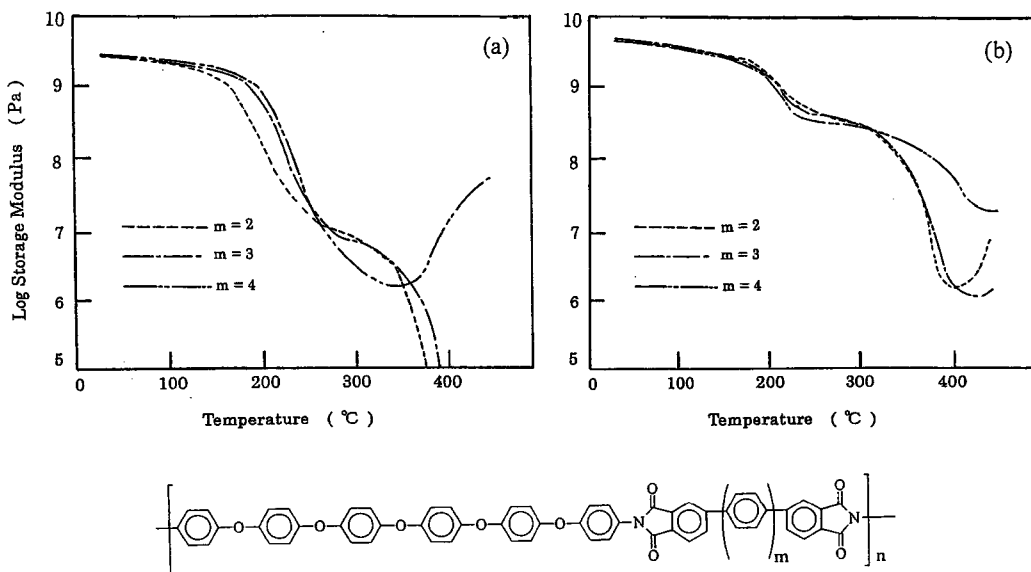 10
9
8
7
6
5
Log Storage Modulus (Pa)
(a)
m = 2
m = 3
m = 4
0 100 200 300 400
Temperature (℃)
10
9
8
7
6
5
(b)
m = 2
m = 3
m = 4
0 100 200 300 400
Temperature (℃)
O O O O O N O O m O O N n